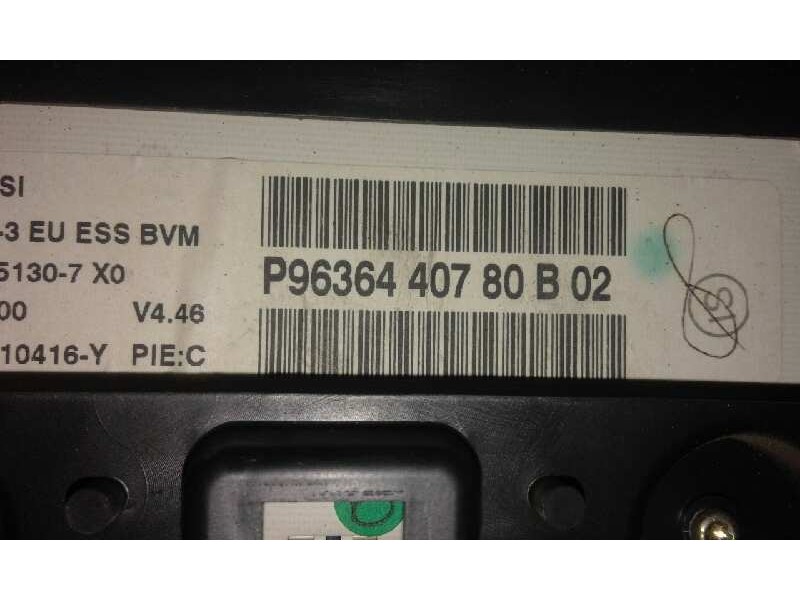 SI
-3 EU ESS BVM
5130-7 X0
00 V4.46
10416-Y PIE:C
P96364 407 80 B 02